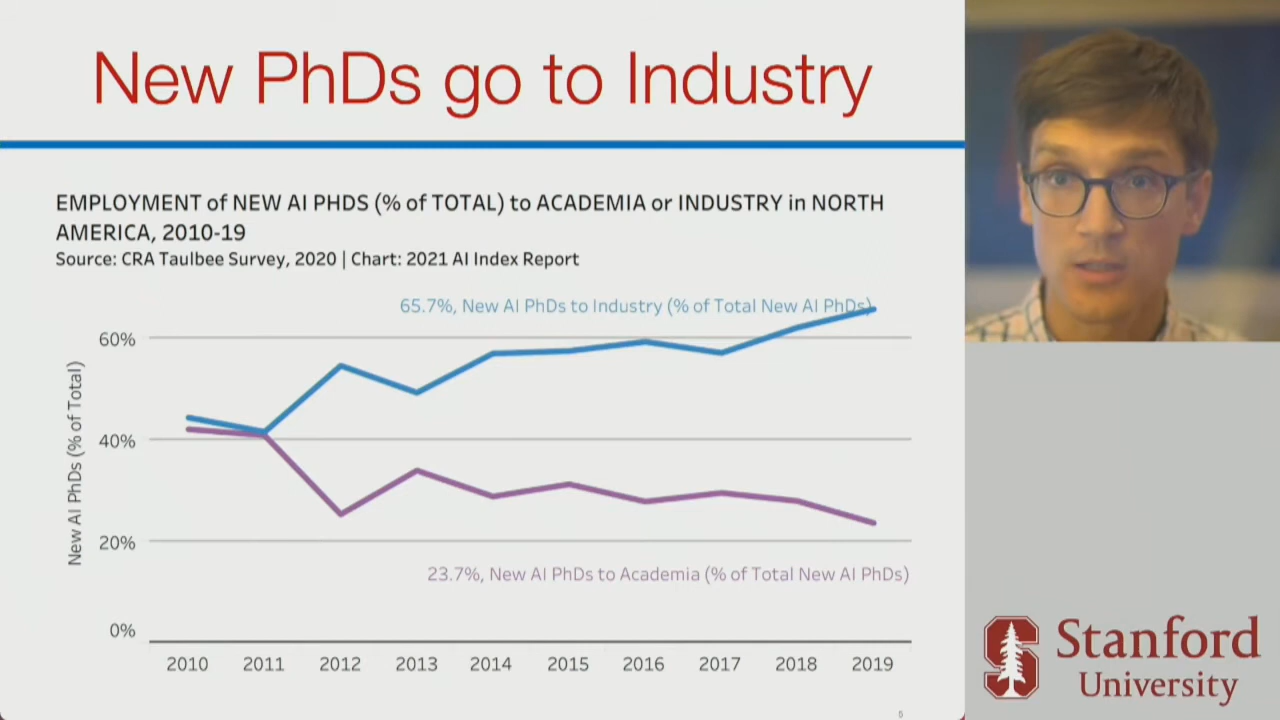 New PhDs go to Industry
EMPLOYMENT of NEW AI PHDS (% of TOTAL) to ACADEMIA or INDUSTRY in NORTH
AMERICA, 2010-19
Source: CRA Taulbee Survey, 2020 | Chart: 2021 AI Index Report
65.7%, New AI PhDs to Industry (% of Total New AI PhDs)
60%
40%
20%
0%
New AI PhDs (% of Total)
23.7%, New AI PhDs to Academia (% of Total New AI PhDs)
2010 2011 2012 2013 2014 2015 2016 2017 2018 2019
Stanford
University